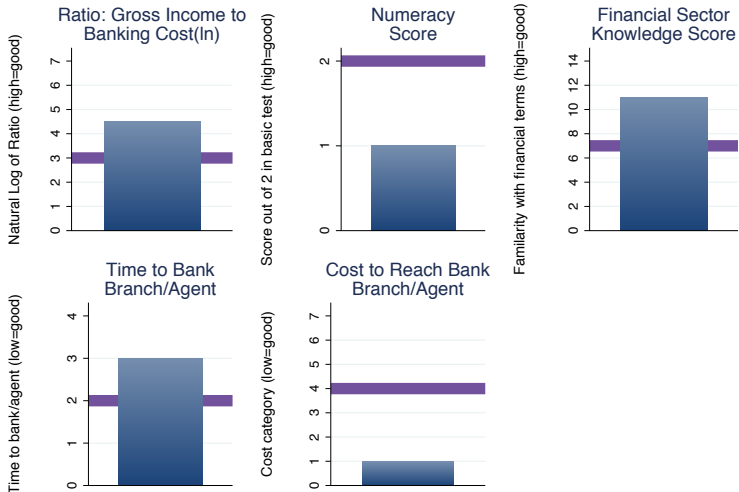 Ratio: Gross Income to
Banking Cost(ln)
Natural Log of Ratio (high=good)
7
6
5
4
3
2
1
0
Numeracy
Score
Score out of 2 in basic test (high=good)
2
1
0
Financial Sector
Knowledge Score
Familarity with financial terms (high=good)
14
12
10
8
6
4
2
0
Time to Bank
Branch/Agent
Time to bank/agent (low=good)
4
3
2
1
0
Cost to Reach Bank
Branch/Agent
Cost category (low=good)
7
6
5
4
3
2
1
0